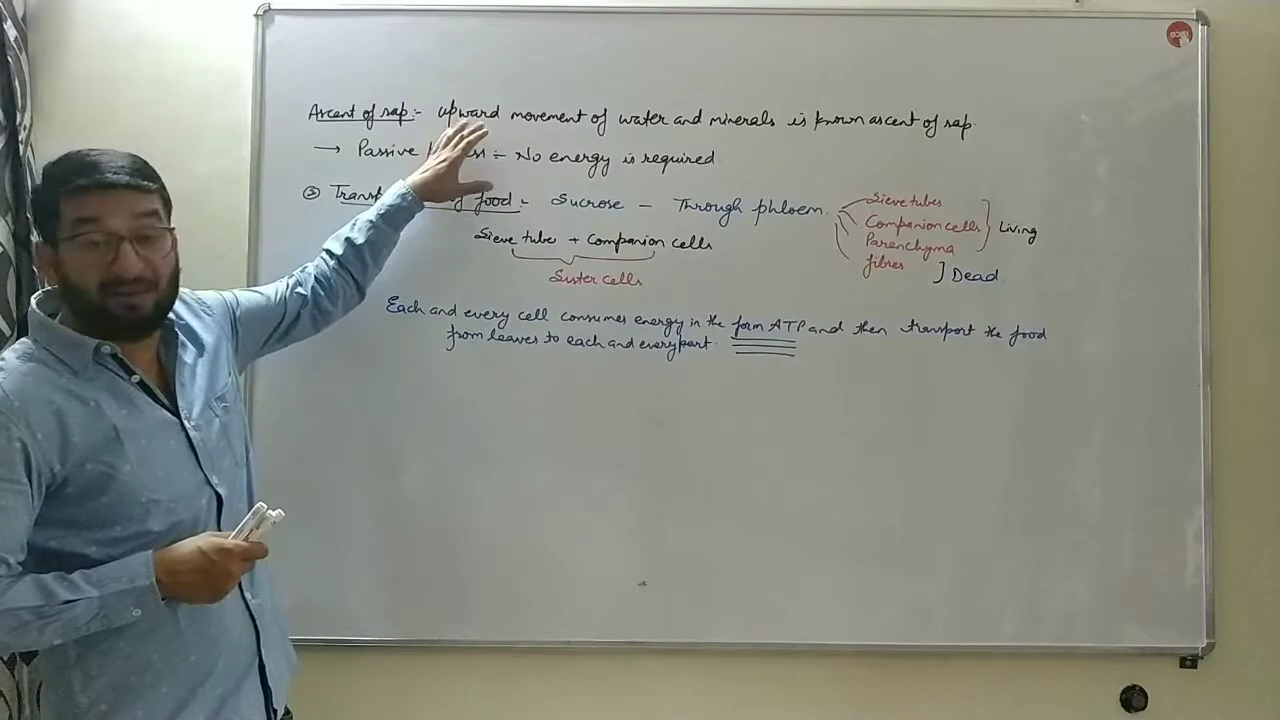 Ascent of sap:- upward movement of water and minerals is known ascent of sap
→ Passive - No energy is required
② food:- Sucrose - Through phloem
Sieve tubes
Companion cells
Parenchyma
fibres
] Living
] Dead
Sieve tube + Companion cells
Sister cells
Each and every cell consumes energy in the form ATP and then transport the food
from leaves to each and every part.